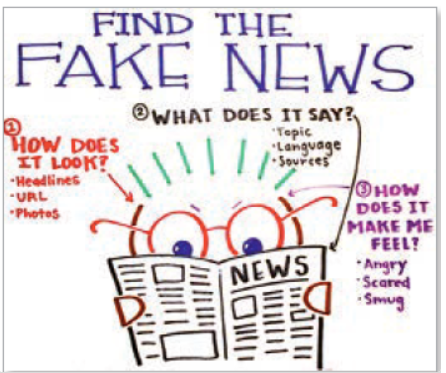 FIND THE
FAKE NEWS
① HOW DOES
IT LOOK?
• Headlines
• URL
• Photos
② WHAT DOES IT SAY?
• Topic
• Language
• Sources
③ HOW
DOES IT
MAKE ME
FEEL?
• Angry
• Scared
• Smug
NEWS